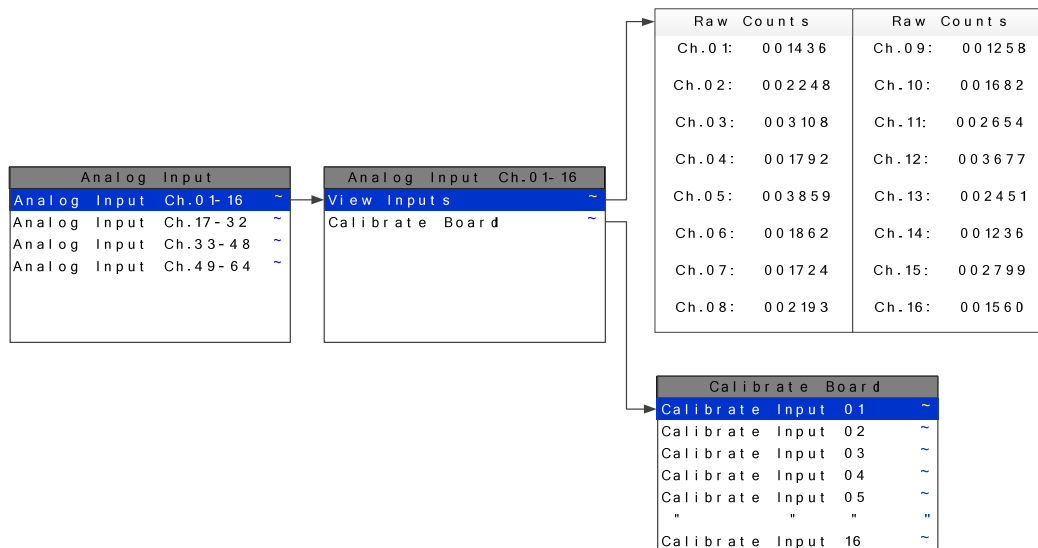 Analog Input
Analog Input Ch.01-16 ~
Analog Input Ch.17-32 ~
Analog Input Ch.33-48 ~
Analog Input Ch.49-64 ~
Analog Input Ch.01-16
View Inputs ~
Calibrate Board ~
Raw Counts Raw Counts
Ch.01: 001436 Ch.09: 001258
Ch.02: 002248 Ch.10: 001682
Ch.03: 003108 Ch.11: 002654
Ch.04: 001792 Ch.12: 003677
Ch.05: 003859 Ch.13: 002451
Ch.06: 001862 Ch.14: 001236
Ch.07: 001724 Ch.15: 002799
Ch.08: 002193 Ch.16: 001560
Calibrate Board
Calibrate Input 01 ~
Calibrate Input 02 ~
Calibrate Input 03 ~
Calibrate Input 04 ~
Calibrate Input 05 ~
" " " "
Calibrate Input 16 ~